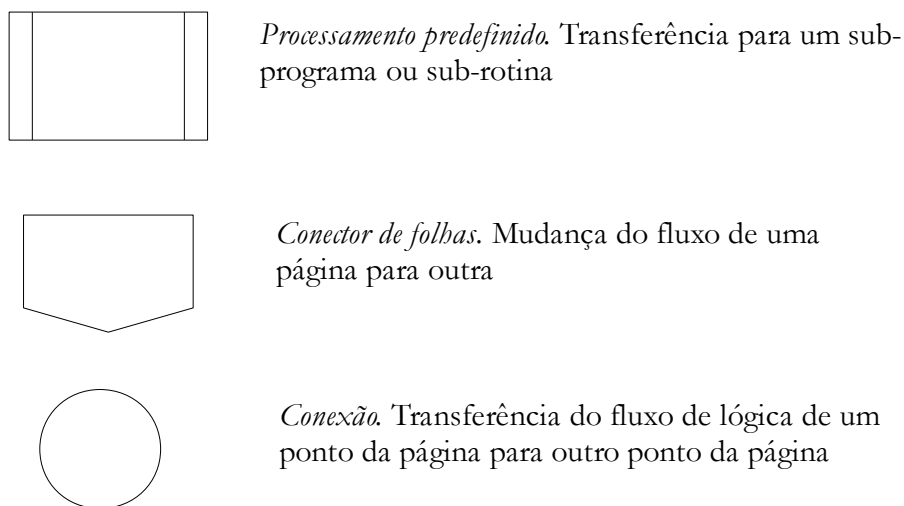 Processamento predefinido. Transferência para um sub-
programa ou sub-rotina
Conector de folhas. Mudança do fluxo de uma
página para outra
Conexão. Transferência do fluxo de lógica de um
ponto da página para outro ponto da página